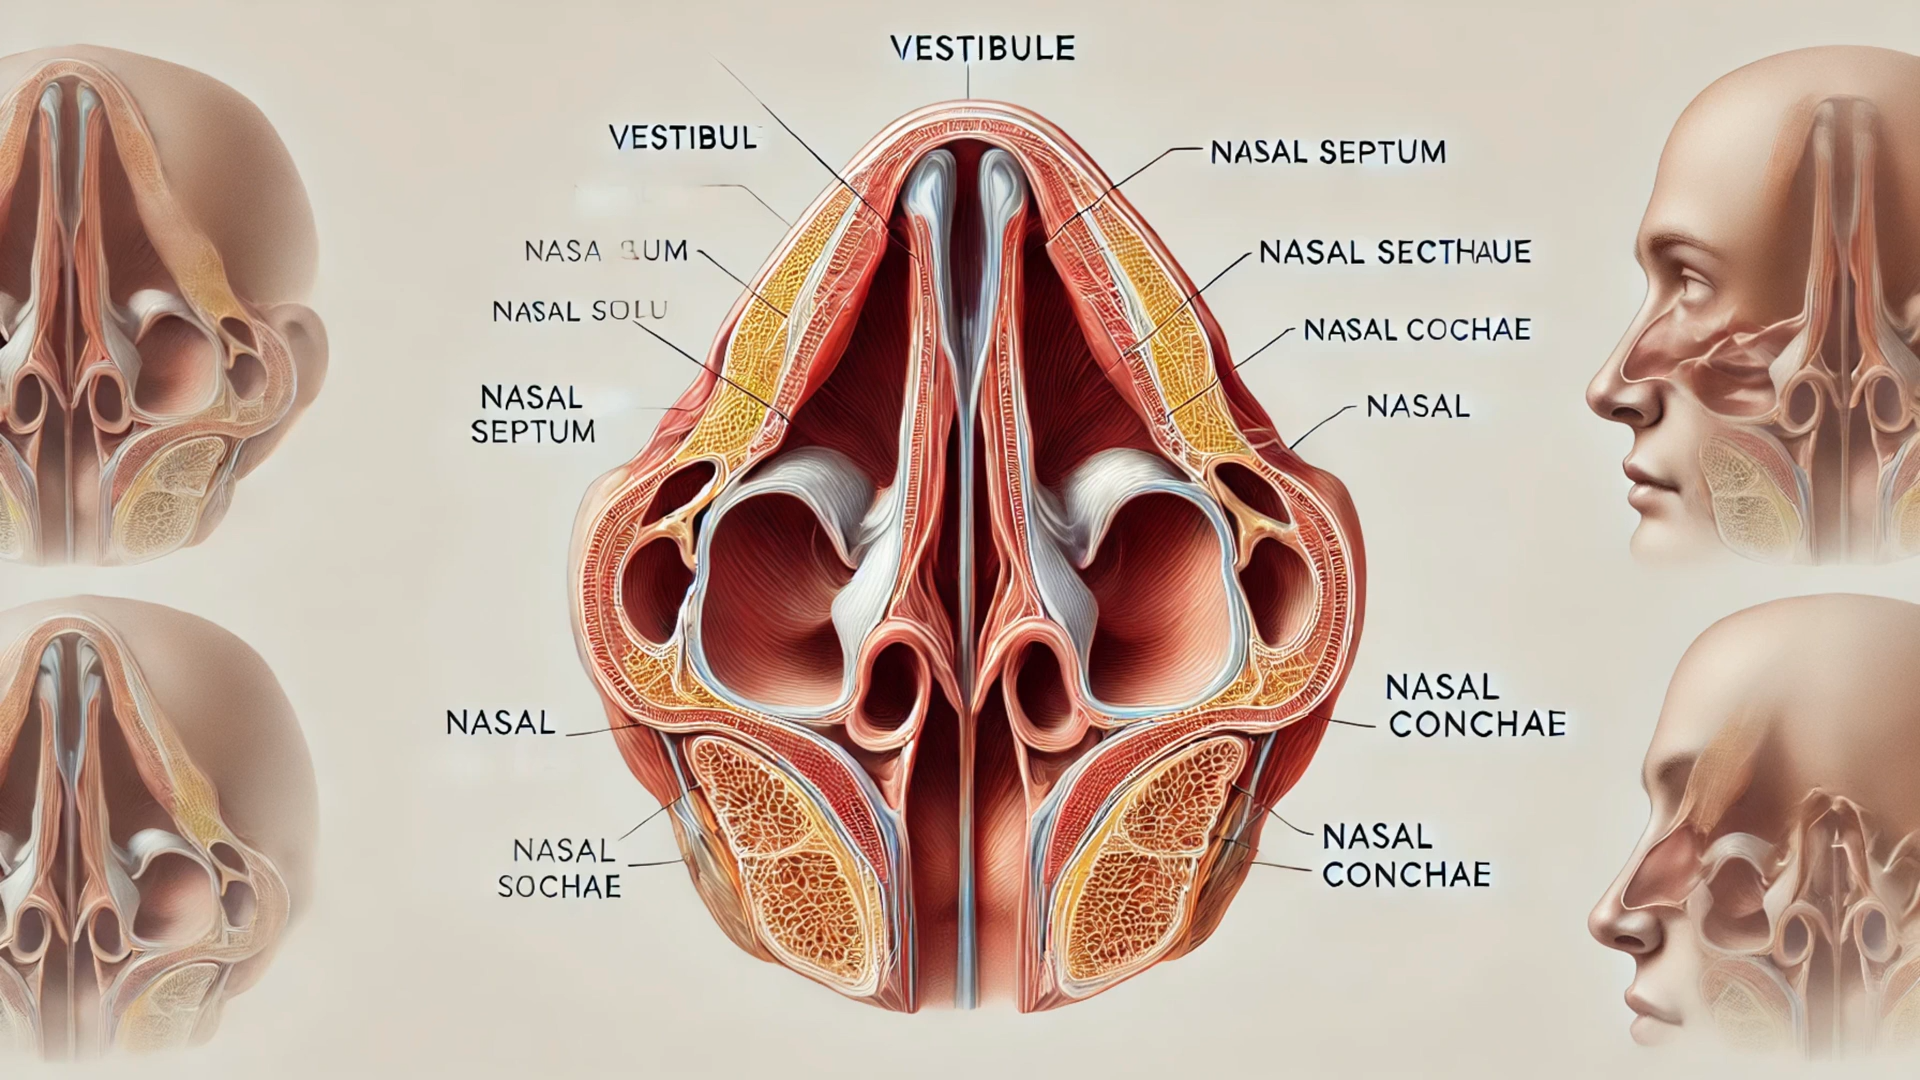 VESTIBULE
VESTIBUL
NASAL SEPTUM
NASAL SECTHAUE
NASA
NASAL SOLU
NASAL COCHAE
NASAL
SEPTUM
NASAL
NASAL
NASAL
CONCHAE
NASAL
SOCHAE
NASAL
CONCHAE